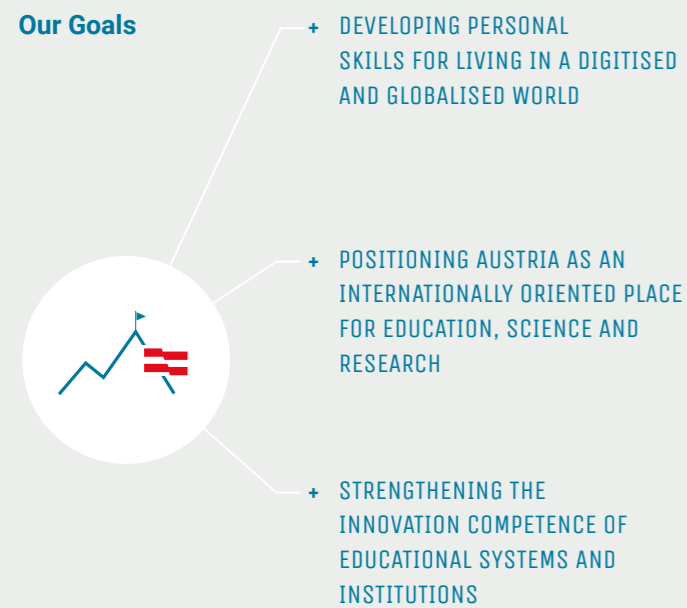 Our Goals
+ DEVELOPING PERSONAL
SKILLS FOR LIVING IN A DIGITISED
AND GLOBALISED WORLD
+ POSITIONING AUSTRIA AS AN
INTERNATIONALLY ORIENTED PLACE
FOR EDUCATION, SCIENCE AND
RESEARCH
+ STRENGTHENING THE
INNOVATION COMPETENCE OF
EDUCATIONAL SYSTEMS AND
INSTITUTIONS